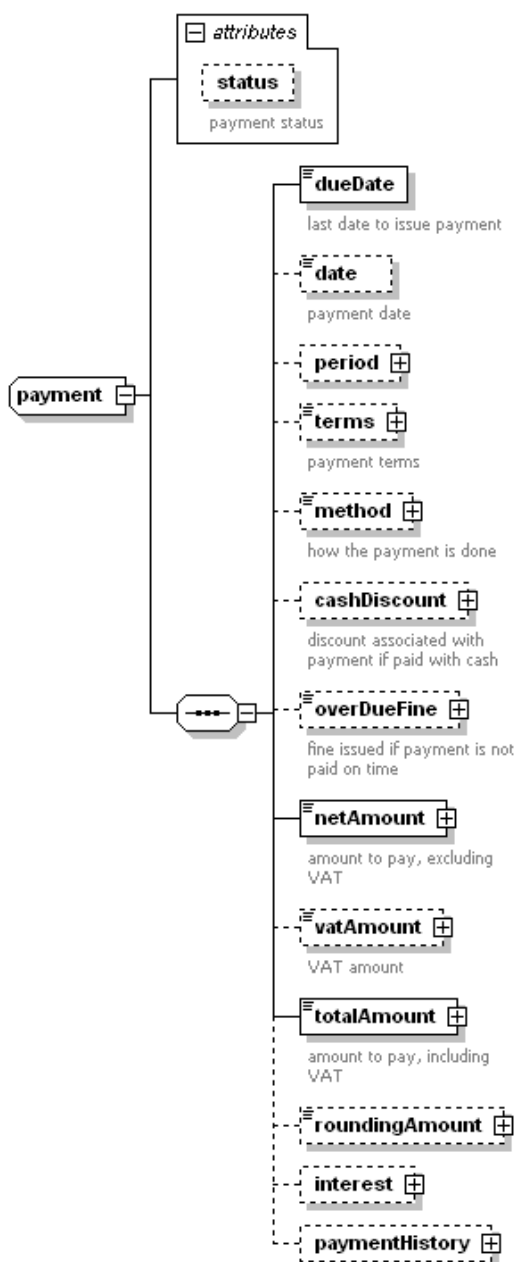 attributes
status
payment status
dueDate
last date to issue payment
date
payment date
period
payment
terms
payment terms
method
how the payment is done
cashDiscount
discount associated with
payment if paid with cash
overDueFine
fine issued if payment is not
paid on time
netAmount
amount to pay, excluding
VAT
vatAmount
VAT amount
totalAmount
amount to pay, including
VAT
roundingAmount
interest
paymentHistory